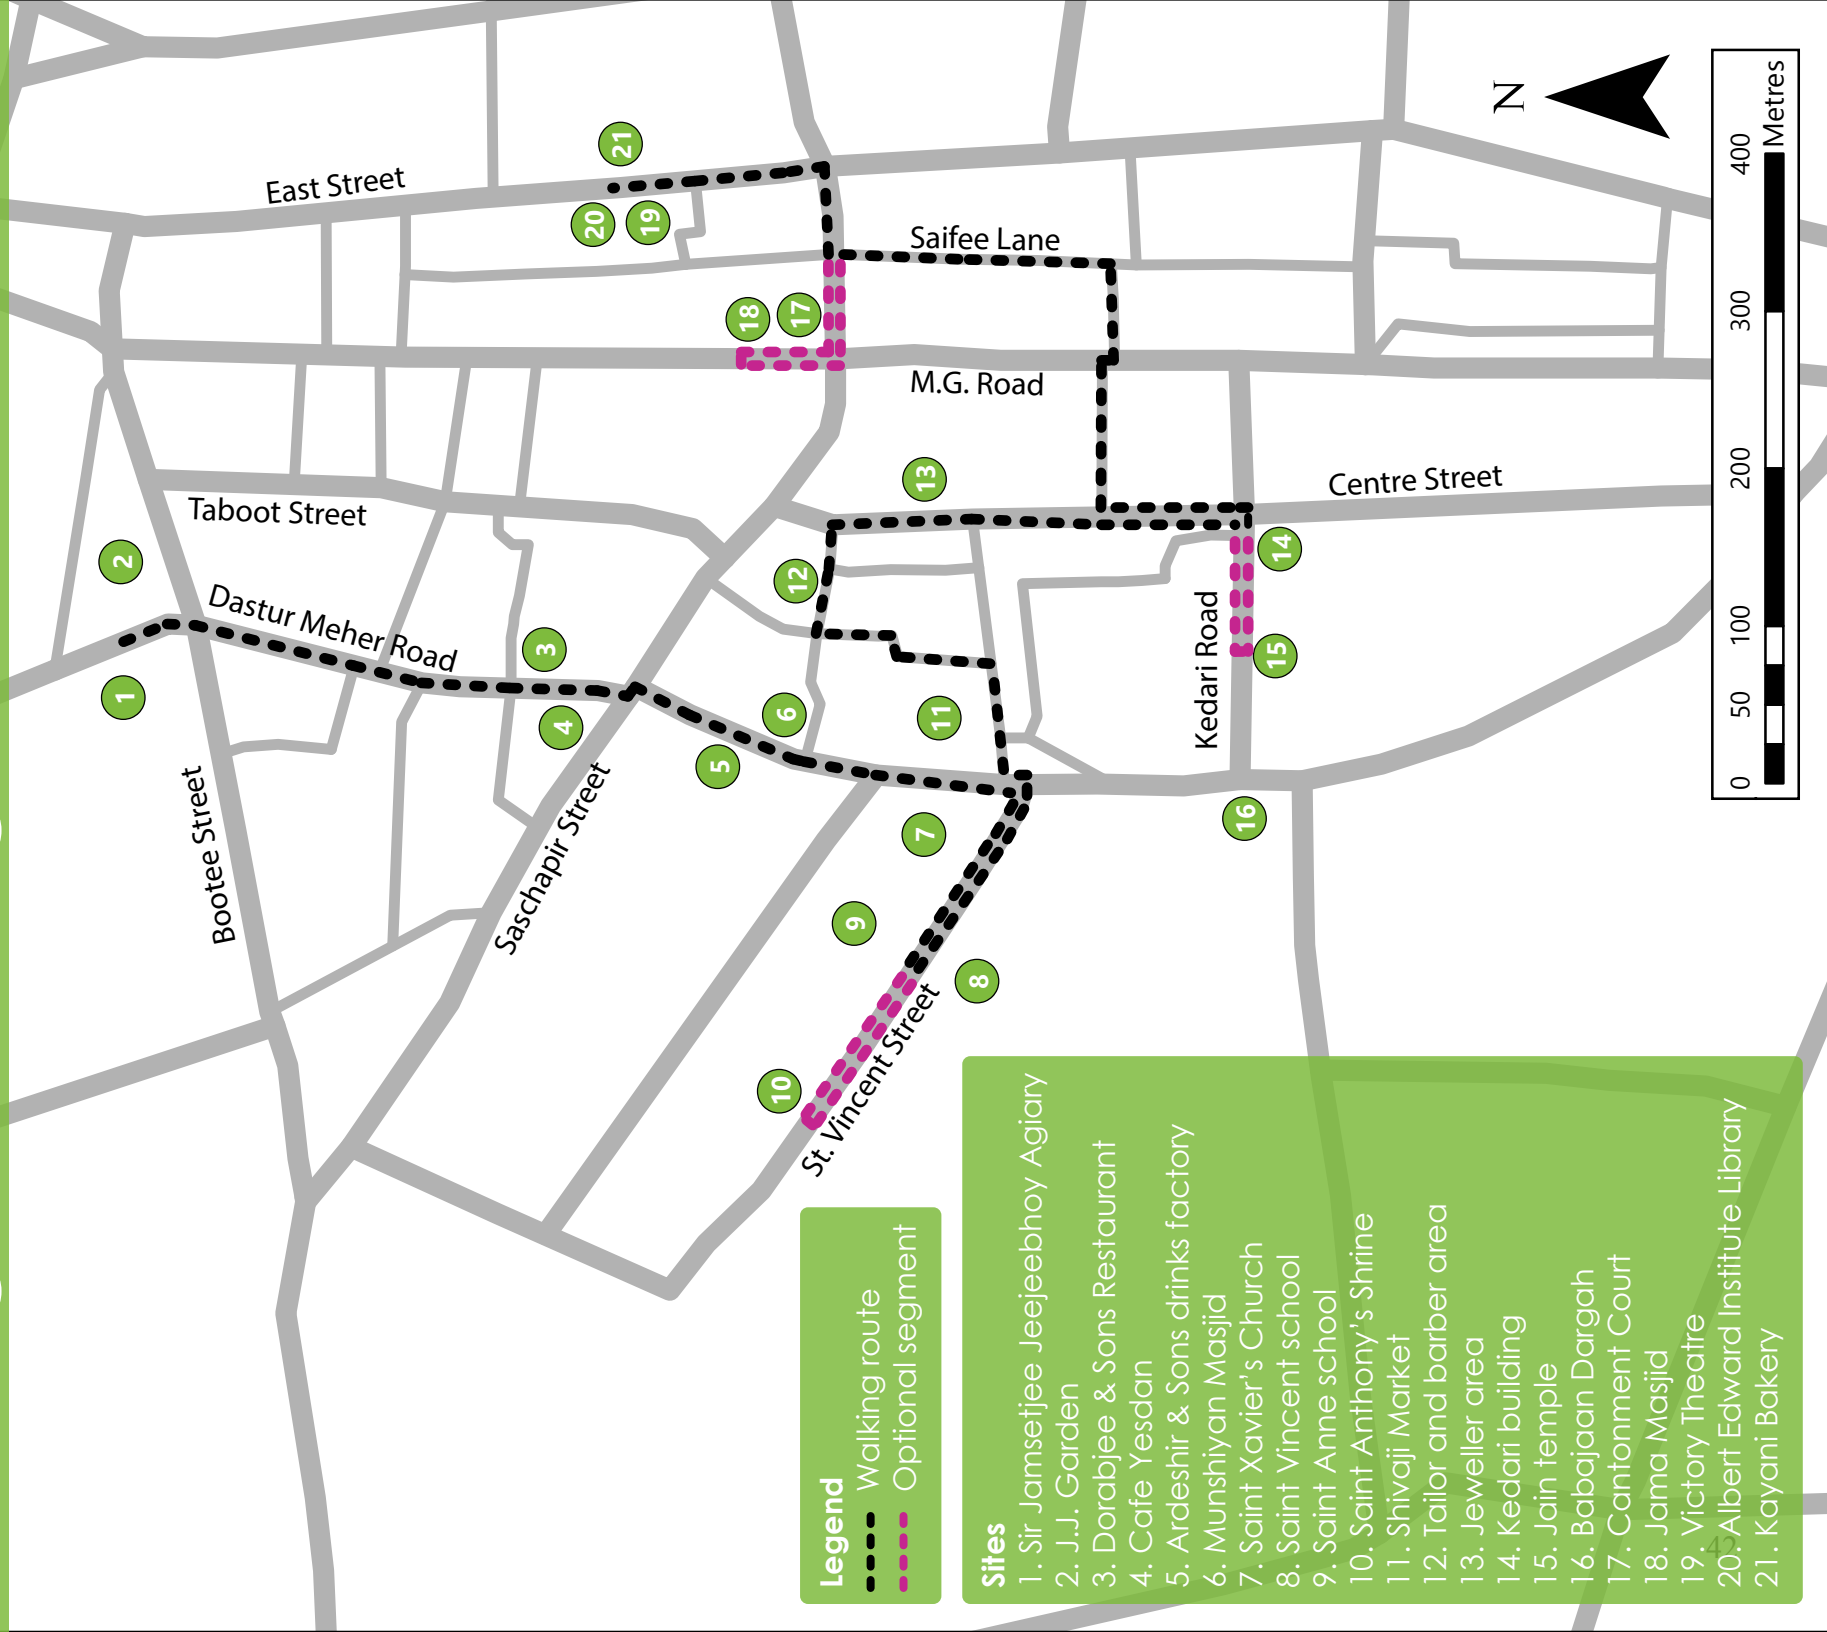 East Street
Saifee Lane
M.G. Road
Taboot Street
Centre Street
Dastur Meher Road
Kedari Road
Bootee Street
Saschapir Street
St. Vincent Street
1
2
3
4
5
6
7
8
9
10
11
12
13
14
15
16
17
18
19
20
21
N
0 50 100 200 300 400 Metres
Legend
Walking route
Optional segment
Sites
1. Sir Jamsetjee Jeejeebhoy Agiary
2. J.J. Garden
3. Dorabjee & Sons Restaurant
4. Cafe Yesdan
5. Ardeshir & Sons drinks factory
6. Munshiyan Masjid
7. Saint Xavier's Church
8. Saint Vincent school
9. Saint Anne school
10. Saint Anthony's Shrine
11. Shivaji Market
12. Tailor and barber area
13. Jeweller area
14. Kedari building
15. Jain temple
16. Babajaan Dargah
17. Cantonment Court
18. Jama Masjid
19. Victory Theatre
20. Albert Edward Institute Library
21. Kayani Bakery
42